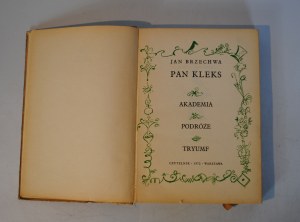 JAN BRZECHWA
PAN KLEKS
AKADEMIA
PODRÓŻE
TRYUMF